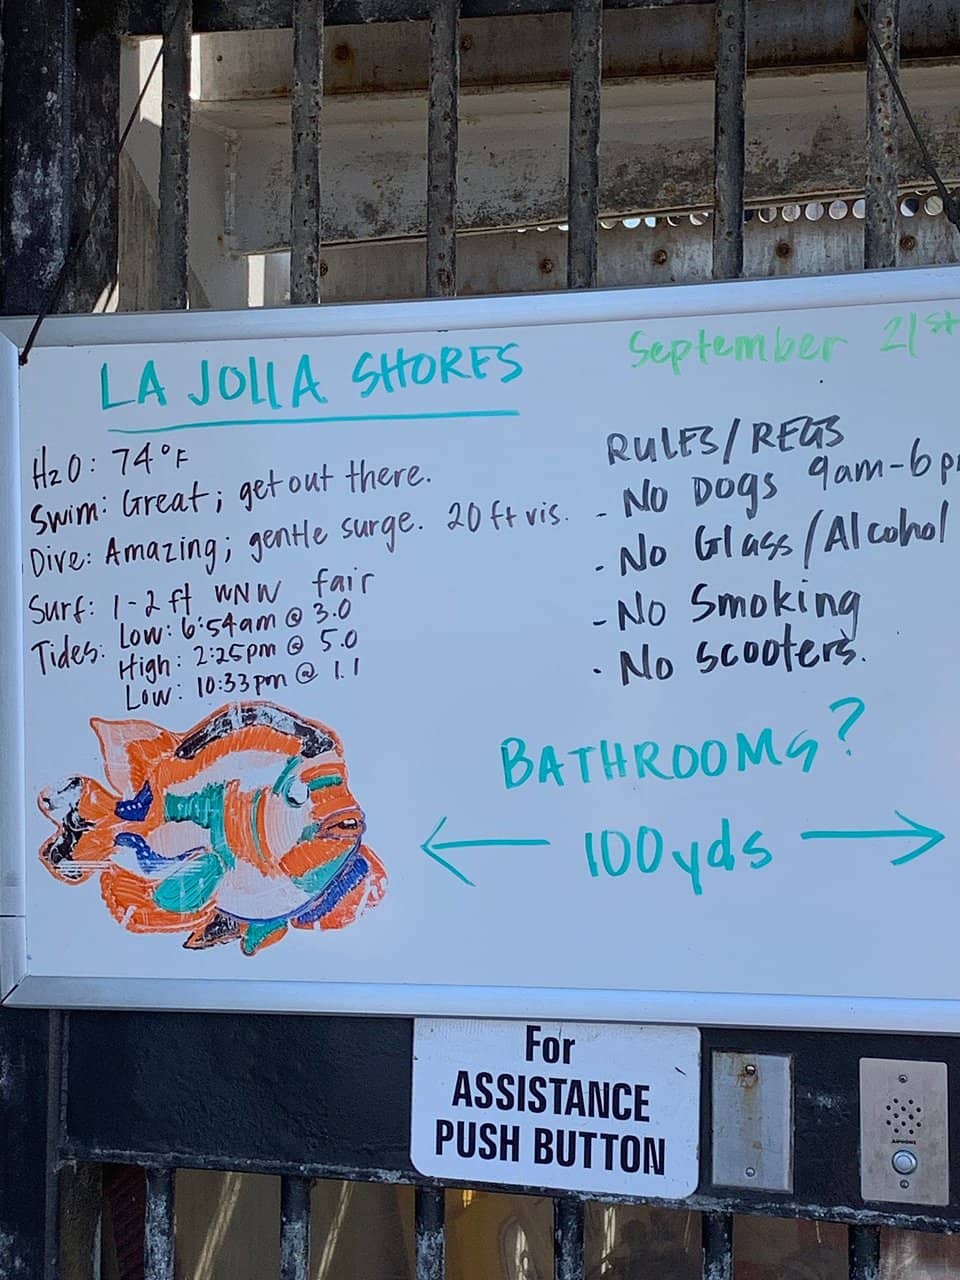 LA JOLLA SHORES
September 21st
H2O: 74°F
Swim: Great; get out there.
Dive: Amazing; gentle surge. 20 ft vis.
Surf: 1-2 ft WNW fair
Tides: Low: 6:54am @ 3.0
High: 2:25pm @ 5.0
Low: 10:33pm @ 1.1
RULES/REGS
- No Dogs 9am-6pm
- No Glass/Alcohol
- No Smoking
- No scooters.
BATHROOMS?
← 100yds →
For
ASSISTANCE
PUSH BUTTON
AIPHONE